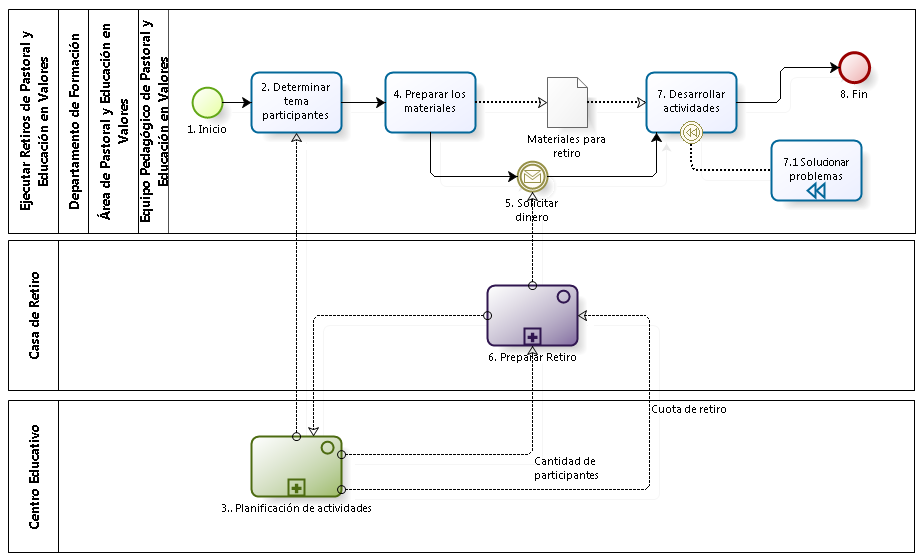 Ejecutar Retiros de Pastoral y
Educación en Valores
Departamento de Formación
Área de Pastoral y Educación en
Valores
Equipo Pedagógico de Pastoral y
Educación en Valores
1. Inicio
2. Determinar
tema
participantes
4. Preparar los
materiales
Materiales para
retiro
5. Solicitar
dinero
7. Desarrollar
actividades
8. Fin
7.1 Solucionar
problemas
Casa de Retiro
6. Preparar Retiro
Centro Educativo
Cuota de retiro
Cantidad de
participantes
3.. Planificación de actividades